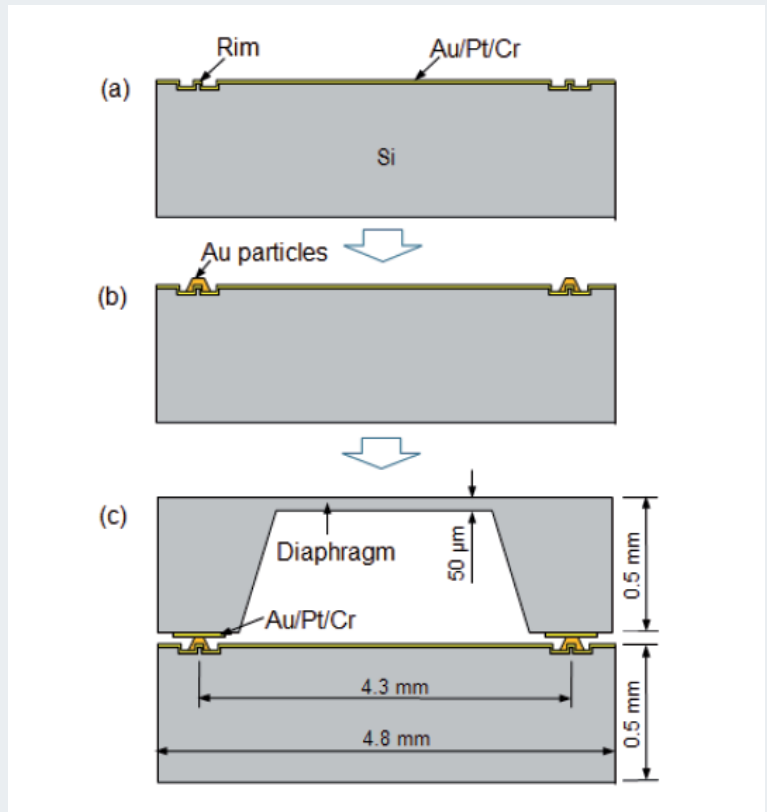 Rim
Au/Pt/Cr
(a)
Si
Au particles
(b)
(c)
Diaphragm
50 µm
0.5 mm
Au/Pt/Cr
4.3 mm
4.8 mm
0.5 mm